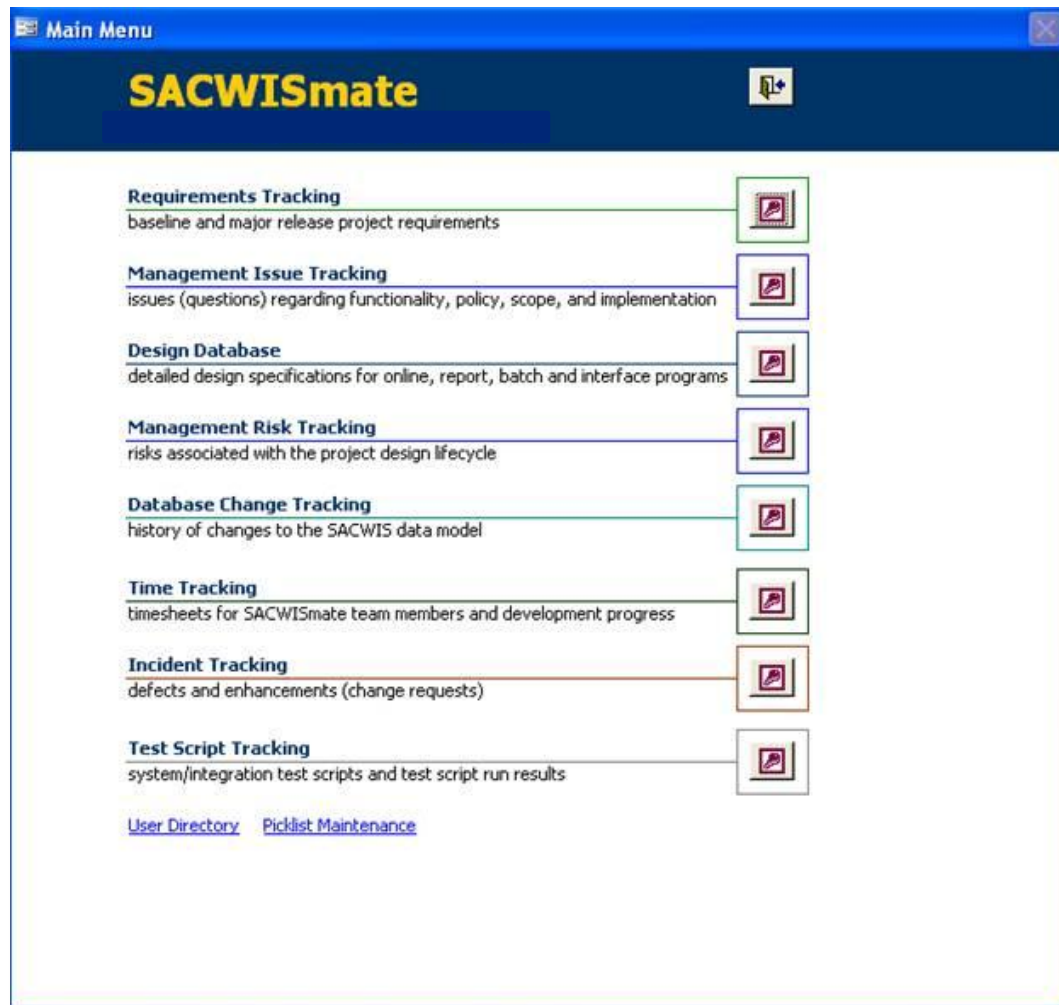 Main Menu
SACWISmate
Requirements Tracking
baseline and major release project requirements
Management Issue Tracking
issues (questions) regarding functionality, policy, scope, and implementation
Design Database
detailed design specifications for online, report, batch and interface programs
Management Risk Tracking
risks associated with the project design lifecycle
Database Change Tracking
history of changes to the SACWIS data model
Time Tracking
timesheets for SACWISmate team members and development progress
Incident Tracking
defects and enhancements (change requests)
Test Script Tracking
system/integration test scripts and test script run results
User Directory Picklist Maintenance